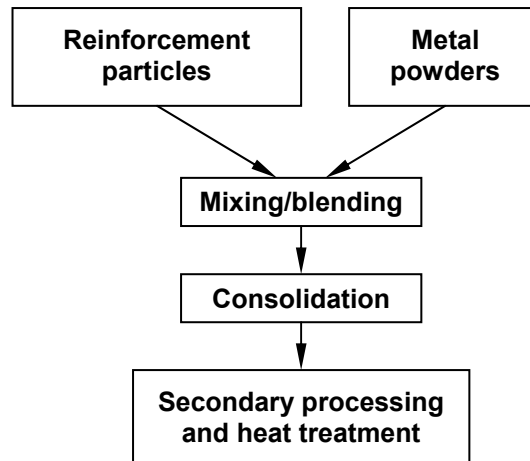 Reinforcement
particles
Metal
powders
Mixing/blending
Consolidation
Secondary processing
and heat treatment